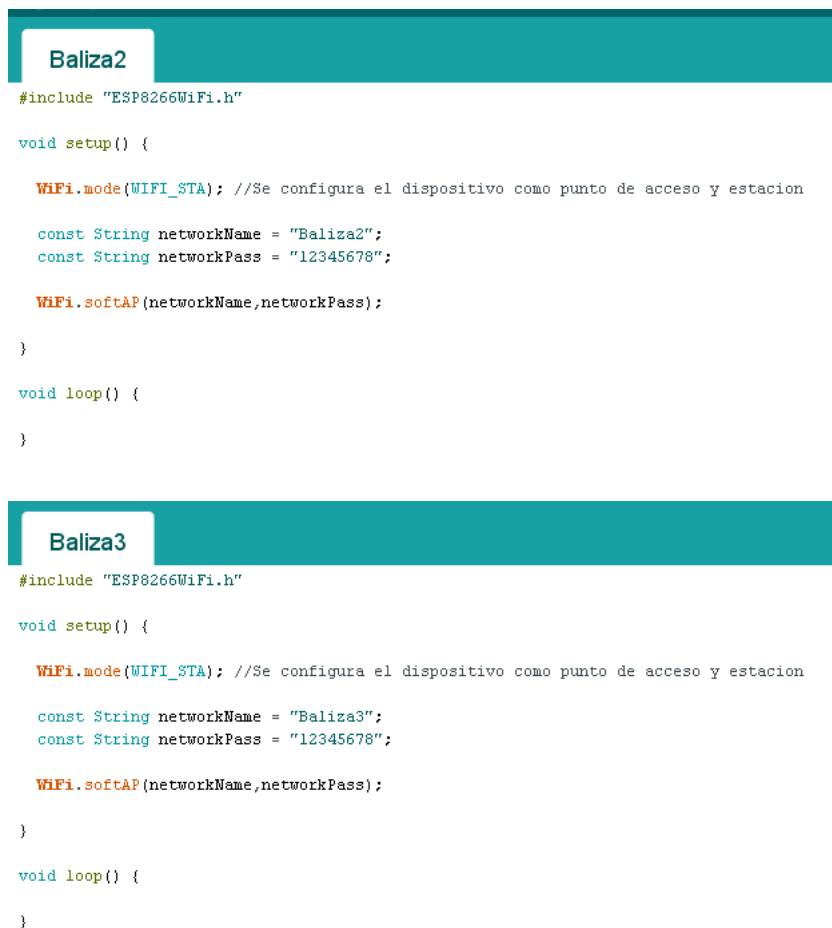 Baliza2
#include "ESP8266WiFi.h"
void setup() {
WiFi.mode(WIFI_STA); //Se configura el dispositivo como punto de acceso y estacion
const String networkName = "Baliza2";
const String networkPass = "12345678";
WiFi.softAP(networkName,networkPass);
}
void loop() {
}
Baliza3
#include "ESP8266WiFi.h"
void setup() {
WiFi.mode(WIFI_STA); //Se configura el dispositivo como punto de acceso y estacion
const String networkName = "Baliza3";
const String networkPass = "12345678";
WiFi.softAP(networkName,networkPass);
}
void loop() {
}